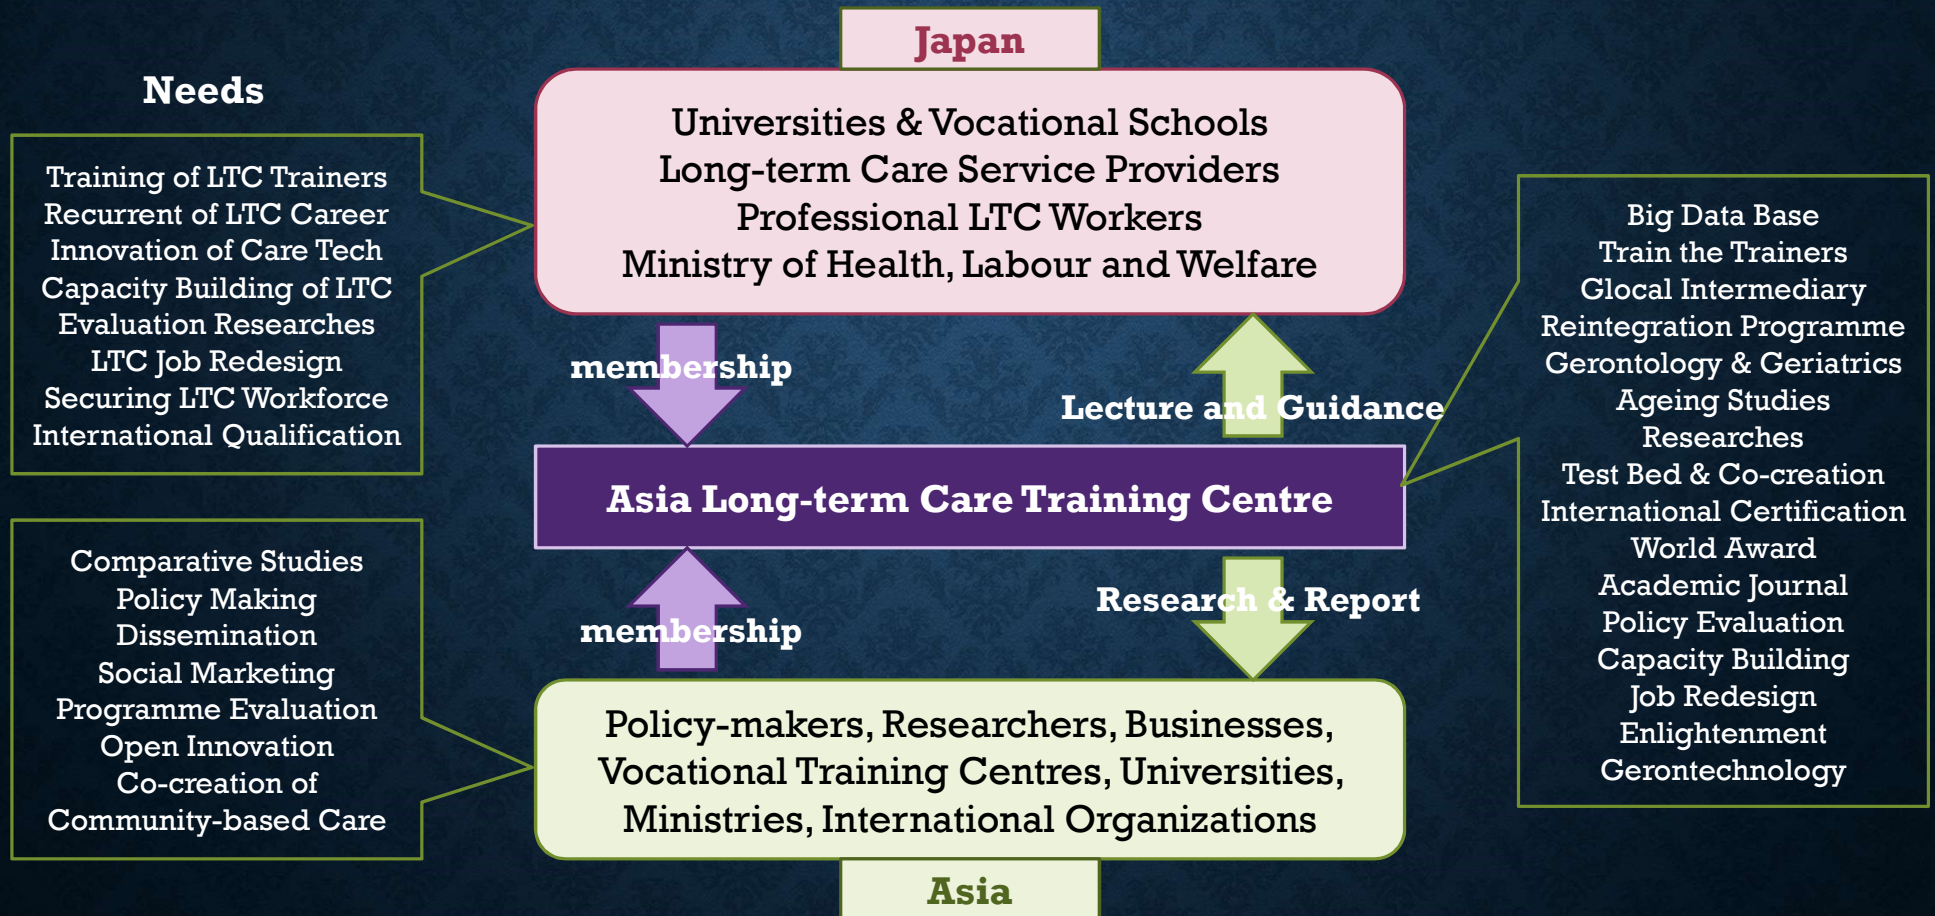 Japan
Needs
Universities & Vocational Schools
Long-term Care Service Providers
Professional LTC Workers
Ministry of Health, Labour and Welfare
Training of LTC Trainers
Recurrent of LTC Career
Innovation of Care Tech
Capacity Building of LTC
Evaluation Researches
LTC Job Redesign
Securing LTC Workforce
International Qualification
membership
Lecture and Guidance
Asia Long-term Care Training Centre
Big Data Base
Train the Trainers
Glocal Intermediary
Reintegration Programme
Gerontology & Geriatrics
Ageing Studies
Researches
Test Bed & Co-creation
International Certification
World Award
Academic Journal
Policy Evaluation
Capacity Building
Job Redesign
Enlightenment
Gerontechnology
membership
Research & Report
Comparative Studies
Policy Making
Dissemination
Social Marketing
Programme Evaluation
Open Innovation
Co-creation of
Community-based Care
Policy-makers, Researchers, Businesses,
Vocational Training Centres, Universities,
Ministries, International Organizations
Asia